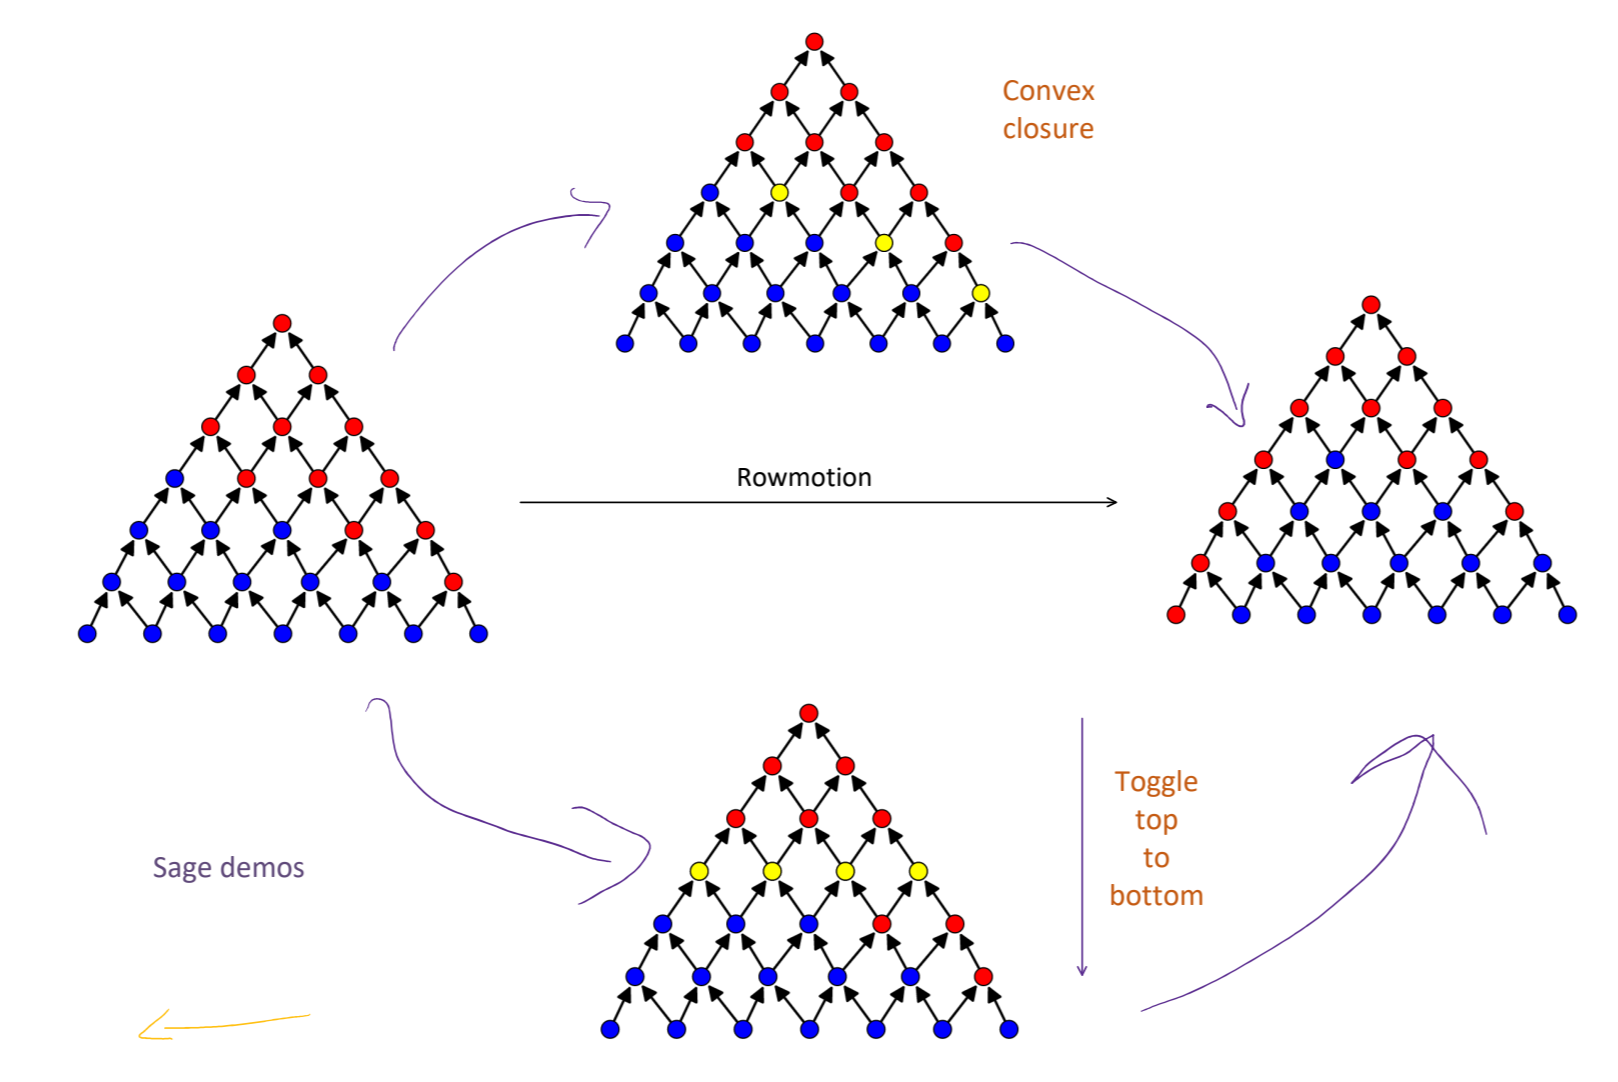 Convex
closure
Rowmotion
Toggle
top
to
bottom
Sage demos